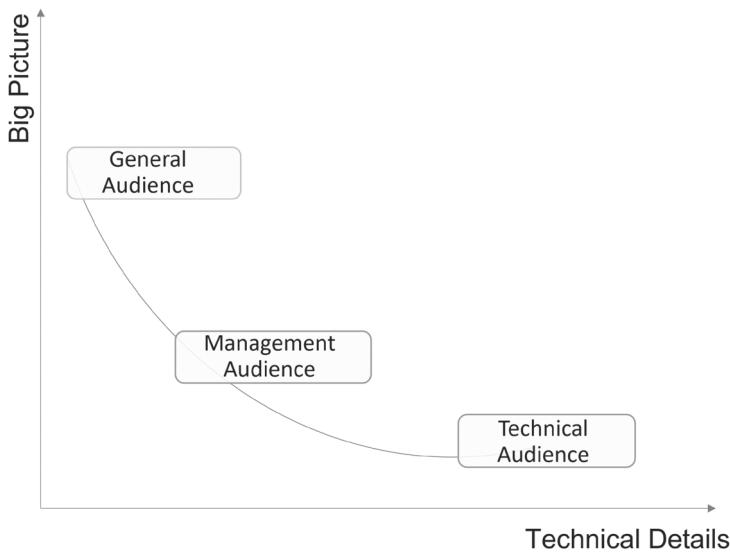 Big Picture
General
Audience
Management
Audience
Technical
Audience
Technical Details